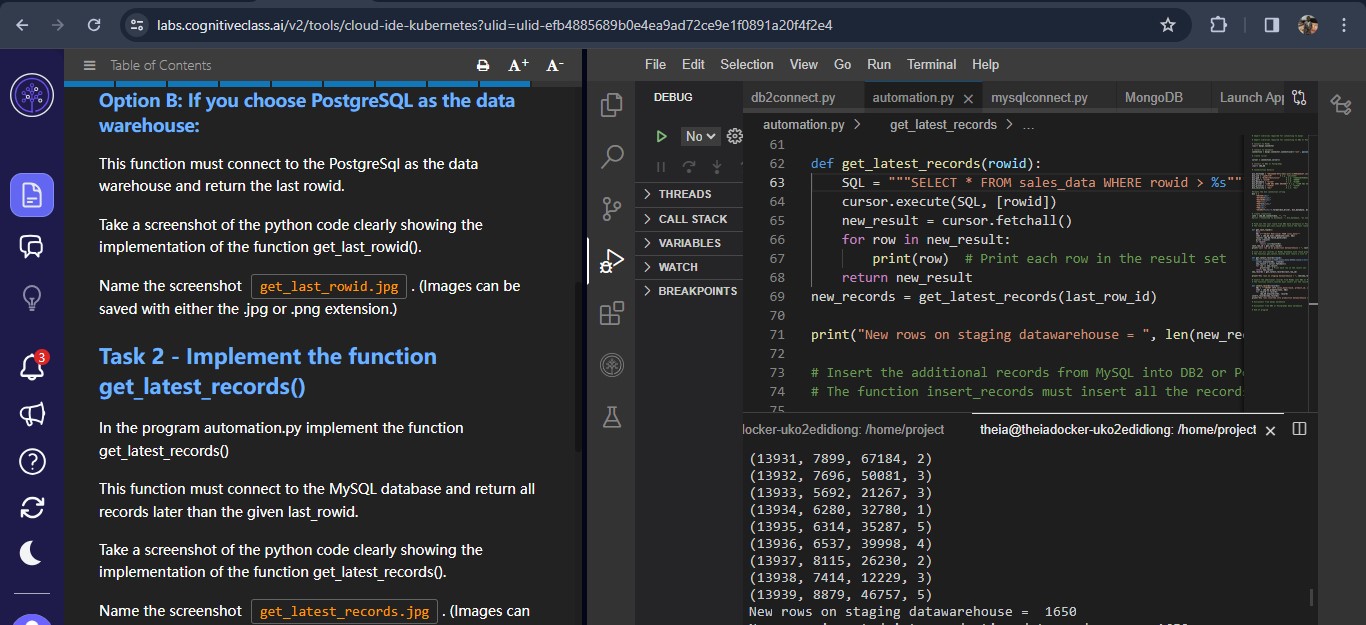 labs.cognitiveclass.ai/v2/tools/cloud-ide-kubernetes?ulid=ulid-efb4885689b0e4ea9ad72ce9e1f0891a20f4f2e4
Table of Contents
A+ A-
Option B: If you choose PostgreSQL as the data
warehouse:
This function must connect to the PostgreSql as the data
warehouse and return the last rowid.
Take a screenshot of the python code clearly showing the
implementation of the function get_last_rowid().
Name the screenshot get_last_rowid.jpg . (Images can be
saved with either the .jpg or .png extension.)
Task 2 - Implement the function
get_latest_records()
In the program automation.py implement the function
get_latest_records()
This function must connect to the MySQL database and return all
records later than the given last_rowid.
Take a screenshot of the python code clearly showing the
implementation of the function get_latest_records().
Name the screenshot get_latest_records.jpg . (Images can
3
File Edit Selection View Go Run Terminal Help
DEBUG
No
THREADS
CALL STACK
VARIABLES
WATCH
BREAKPOINTS
db2connect.py automation.py mysqlconnect.py MongoDB Launch App
automation.py > get_latest_records > ...
61
62 def get_latest_records(rowid):
63 SQL = """SELECT * FROM sales_data WHERE rowid > %s""
64 cursor.execute(SQL, [rowid])
65 new_result = cursor.fetchall()
66 for row in new_result:
67 print(row) # Print each row in the result set
68 return new_result
69 new_records = get_latest_records(last_row_id)
70
71 print("New rows on staging datawarehouse = ", len(new_re
72
73 # Insert the additional records from MySQL into DB2 or P
74 # The function insert_records must insert all the record
75
locker-uko2edidiong: /home/project theia@theiadocker-uko2edidiong: /home/project
(13931, 7899, 67184, 2)
(13932, 7696, 50081, 3)
(13933, 5692, 21267, 3)
(13934, 6280, 32780, 1)
(13935, 6314, 35287, 5)
(13936, 6537, 39998, 4)
(13937, 8115, 26230, 2)
(13938, 7414, 12229, 3)
(13939, 8879, 46757, 5)
New rows on staging datawarehouse = 1650